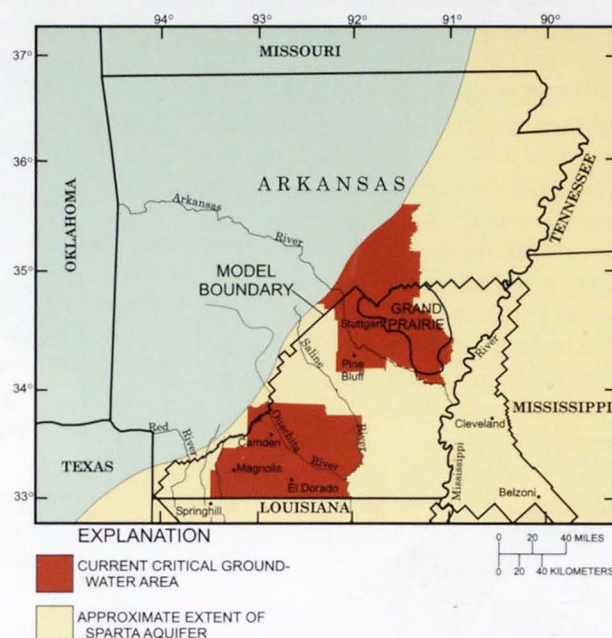 94° 93° 92° 91° 90°
37°
MISSOURI
36°
ARKANSAS
OKLAHOMA
TENNESSEE
Arkansas
River
35°
MODEL
BOUNDARY
GRAND
PRAIRIE
Stuttgart
Saline
River
Pine
Bluff
34°
MISSISSIPPI
Cleveland
Red
River
Ouachita
River
River
Camden
TEXAS
Magnolia
El Dorado
Mississippi
Belzoni
33°
Springhill
LOUISIANA
EXPLANATION
0 20 40 MILES
0 20 40 KILOMETERS
CURRENT CRITICAL GROUND-
WATER AREA
APPROXIMATE EXTENT OF
SPARTA AQUIFER